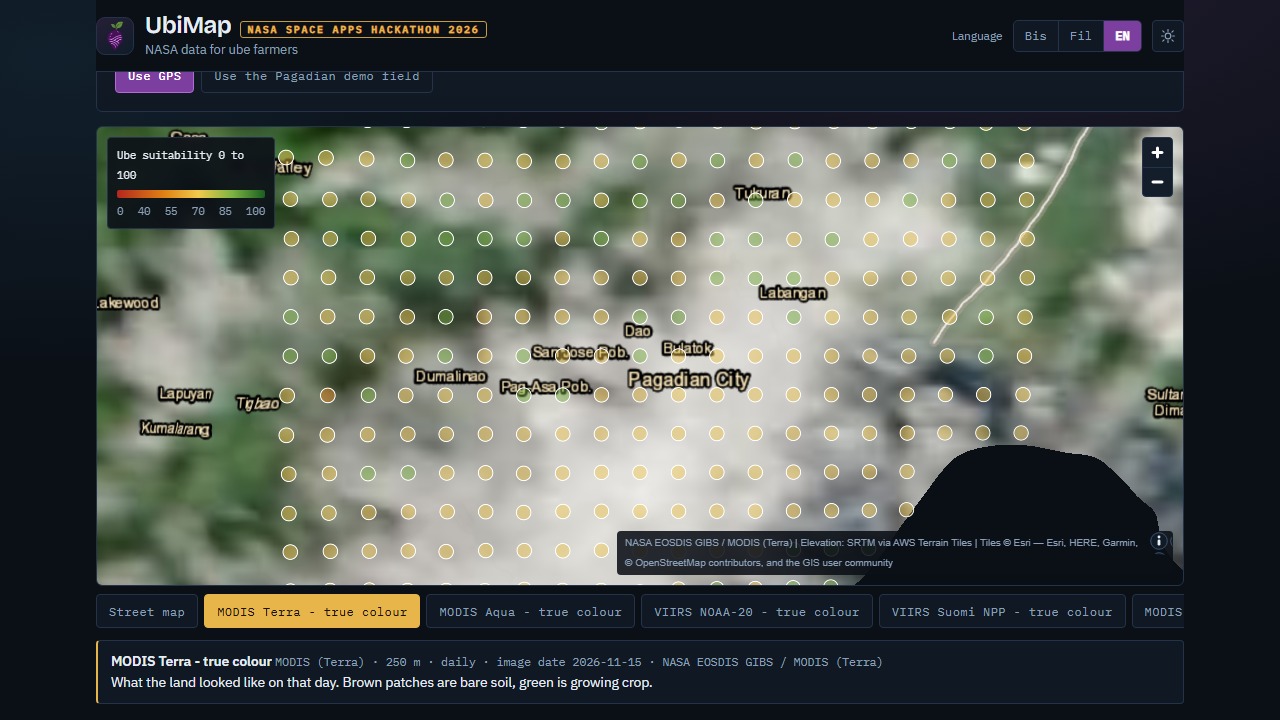 UbiMap NASA SPACE APPS HACKATHON 2026
NASA data for ube farmers
Language Bis Fil EN
Use GPS Use the Pagadian demo field
Ube suitability 0 to
100
0 40 55 70 85 100
Tukuran
Labangan
Dao
San Jose Pob.
Bulatok
Dumalinao
Pag-Asa Pob.
Pagadian City
Lapuyan
Tigbao
Kumalarang
NASA EOSDIS GIBS / MODIS (Terra) | Elevation: SRTM via AWS Terrain Tiles | Tiles © Esri — Esri, HERE, Garmin,
© OpenStreetMap contributors, and the GIS user community
Street map MODIS Terra - true colour MODIS Aqua - true colour VIIRS NOAA-20 - true colour VIIRS Suomi NPP - true colour MODIS
MODIS Terra - true colour MODIS (Terra) · 250 m · daily · image date 2026-11-15 · NASA EOSDIS GIBS / MODIS (Terra)
What the land looked like on that day. Brown patches are bare soil, green is growing crop.